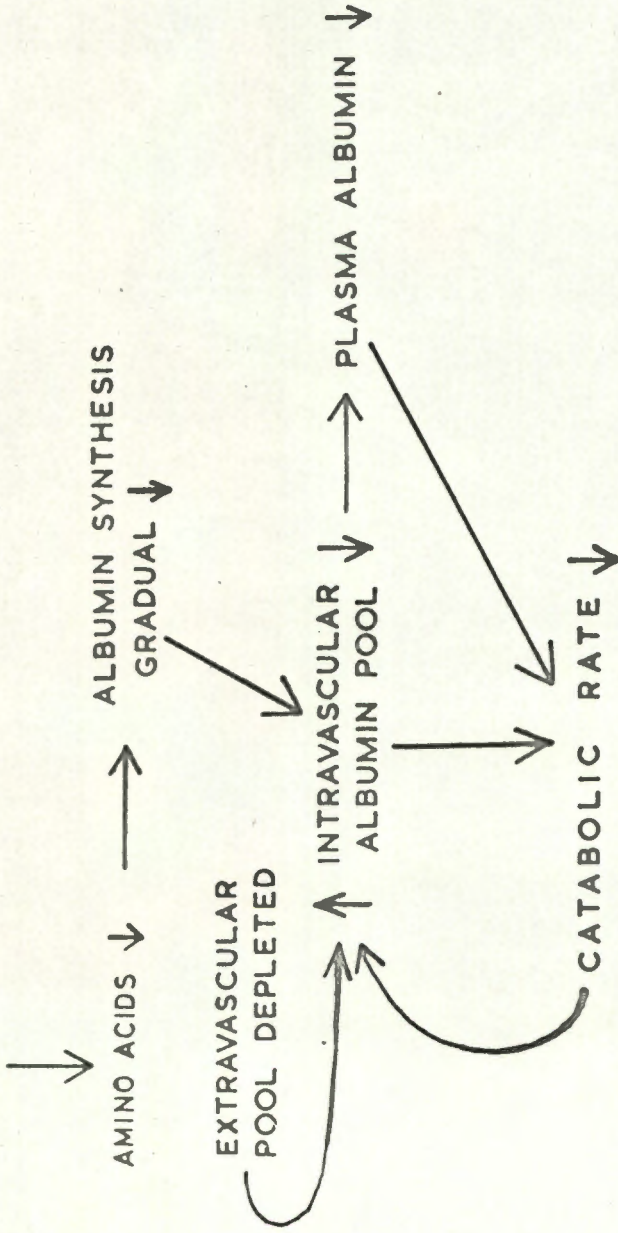 AMINO ACIDS ↓
ALBUMIN SYNTHESIS
GRADUAL ↓
EXTRAVASCULAR
POOL DEPLETED
↑ INTRAVASCULAR ↓
ALBUMIN POOL
PLASMA ALBUMIN ↓
CATABOLIC RATE ↓